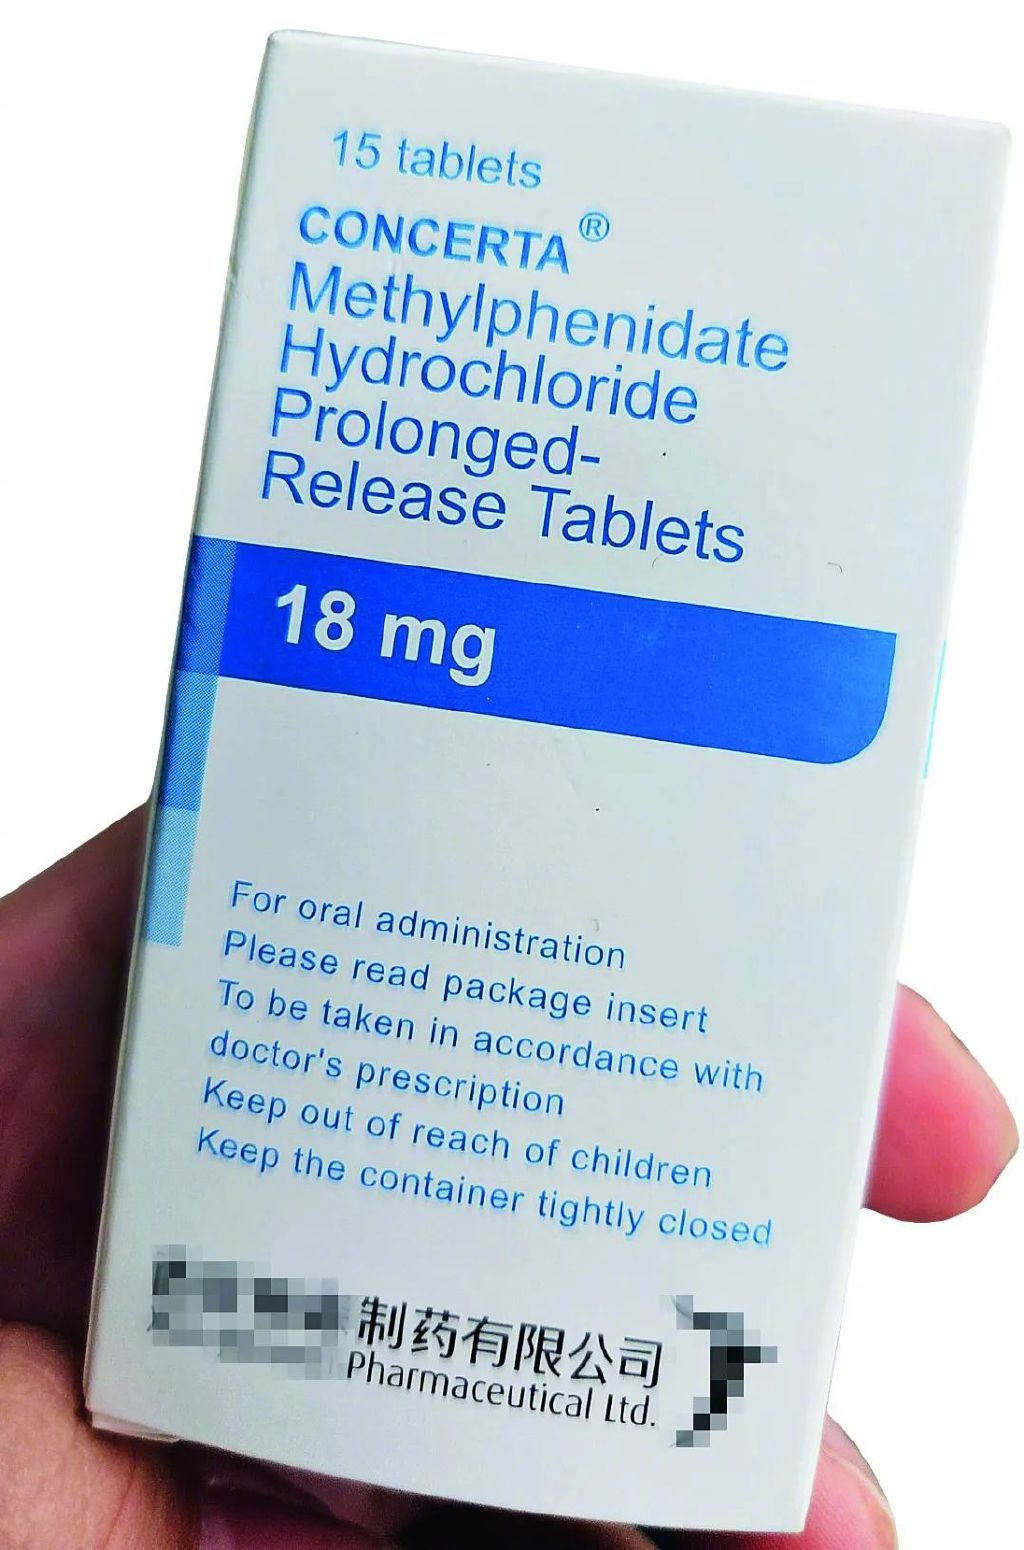 15 tablets
CONCERTA®
Methylphenidate
Hydrochloride
Prolonged-
Release Tablets
18 mg
For oral administration
Please read package insert
To be taken in accordance with
doctor's prescription
Keep out of reach of children
Keep the container tightly closed
制药有限公司
Pharmaceutical Ltd.